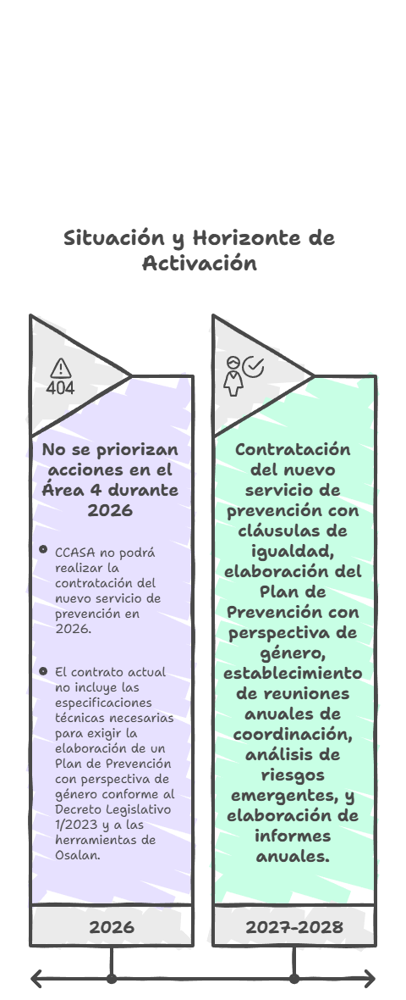 Situación y Horizonte de
Activación
404
No se priorizan
acciones en el
Área 4 durante
2026
CCASA no podrá
realizar la
contratación del
nuevo servicio de
prevención en
2026.
El contrato actual
no incluye las
especificaciones
técnicas necesarias
para exigir la
elaboración de un
Plan de Prevención
con perspectiva de
género conforme al
Decreto Legislativo
1/2023 y a las
herramientas de
Osalan.
2026
Contratación
del nuevo
servicio de
prevención con
cláusulas de
igualdad,
elaboración del
Plan de
Prevención con
perspectiva de
género,
establecimiento
de reuniones
anuales de
coordinación,
análisis de
riesgos
emergentes, y
elaboración de
informes
anuales.
2027-2028